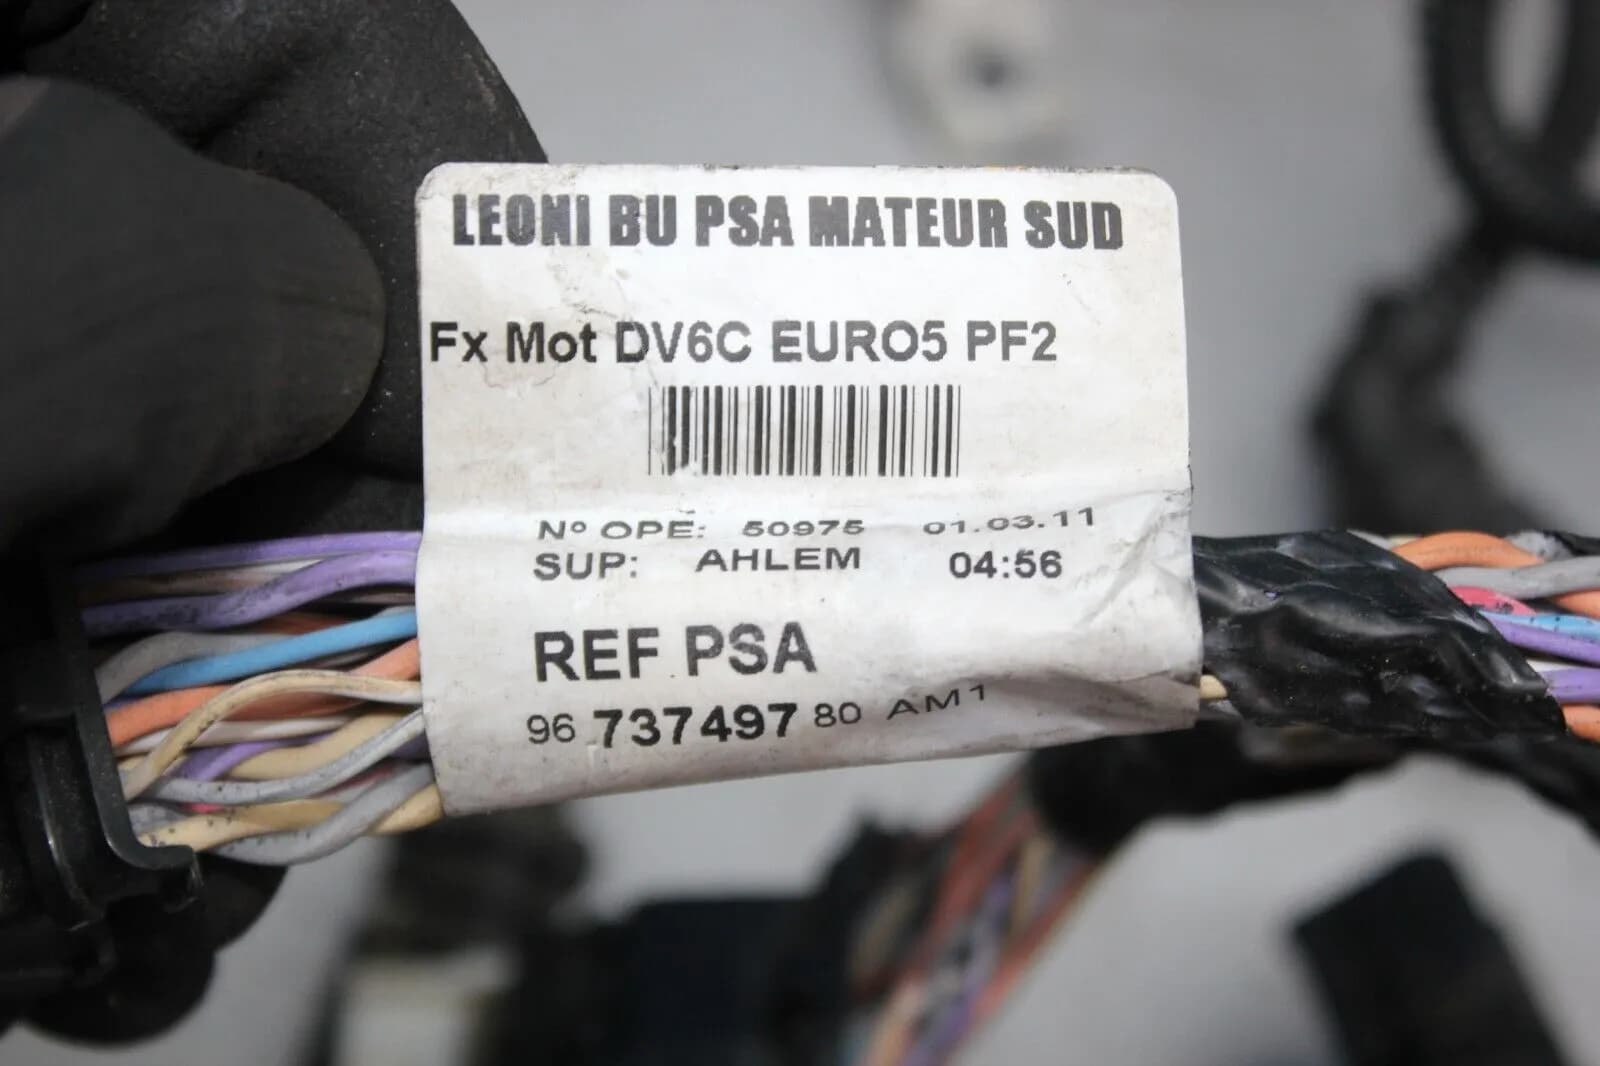 LEONI BU PSA MATEUR SUD
Fx Mot DV6C EURO5 PF2
Nº OPE: 50975 01.03.11
SUP: AHLEM 04:56
REF PSA
96 737497 80 AM1